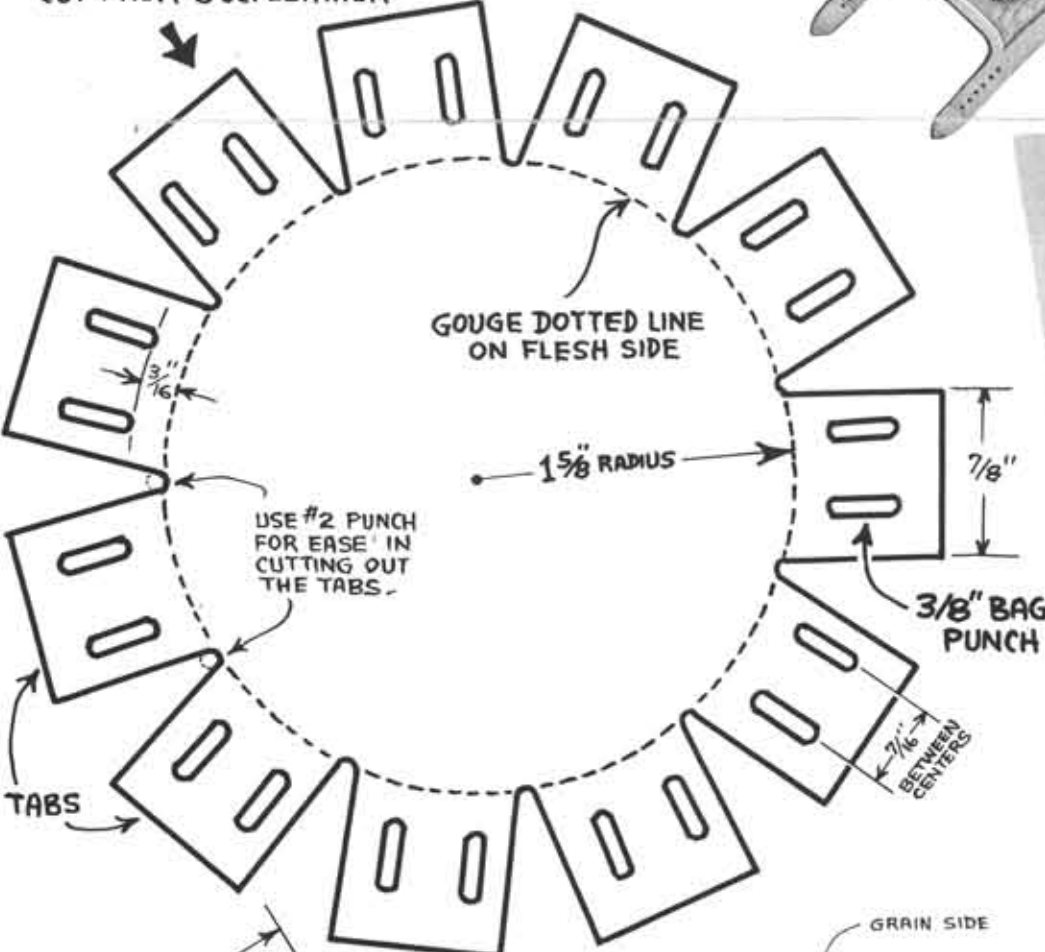 GOUGE DOTTED LINE
ON FLESH SIDE
3/16"
1 5/8" RADIUS
7/8"
USE #2 PUNCH
FOR EASE IN
CUTTING OUT
THE TABS.
3/8" BAG
PUNCH
7/16"
BETWEEN
CENTERS
TABS
GRAIN SIDE